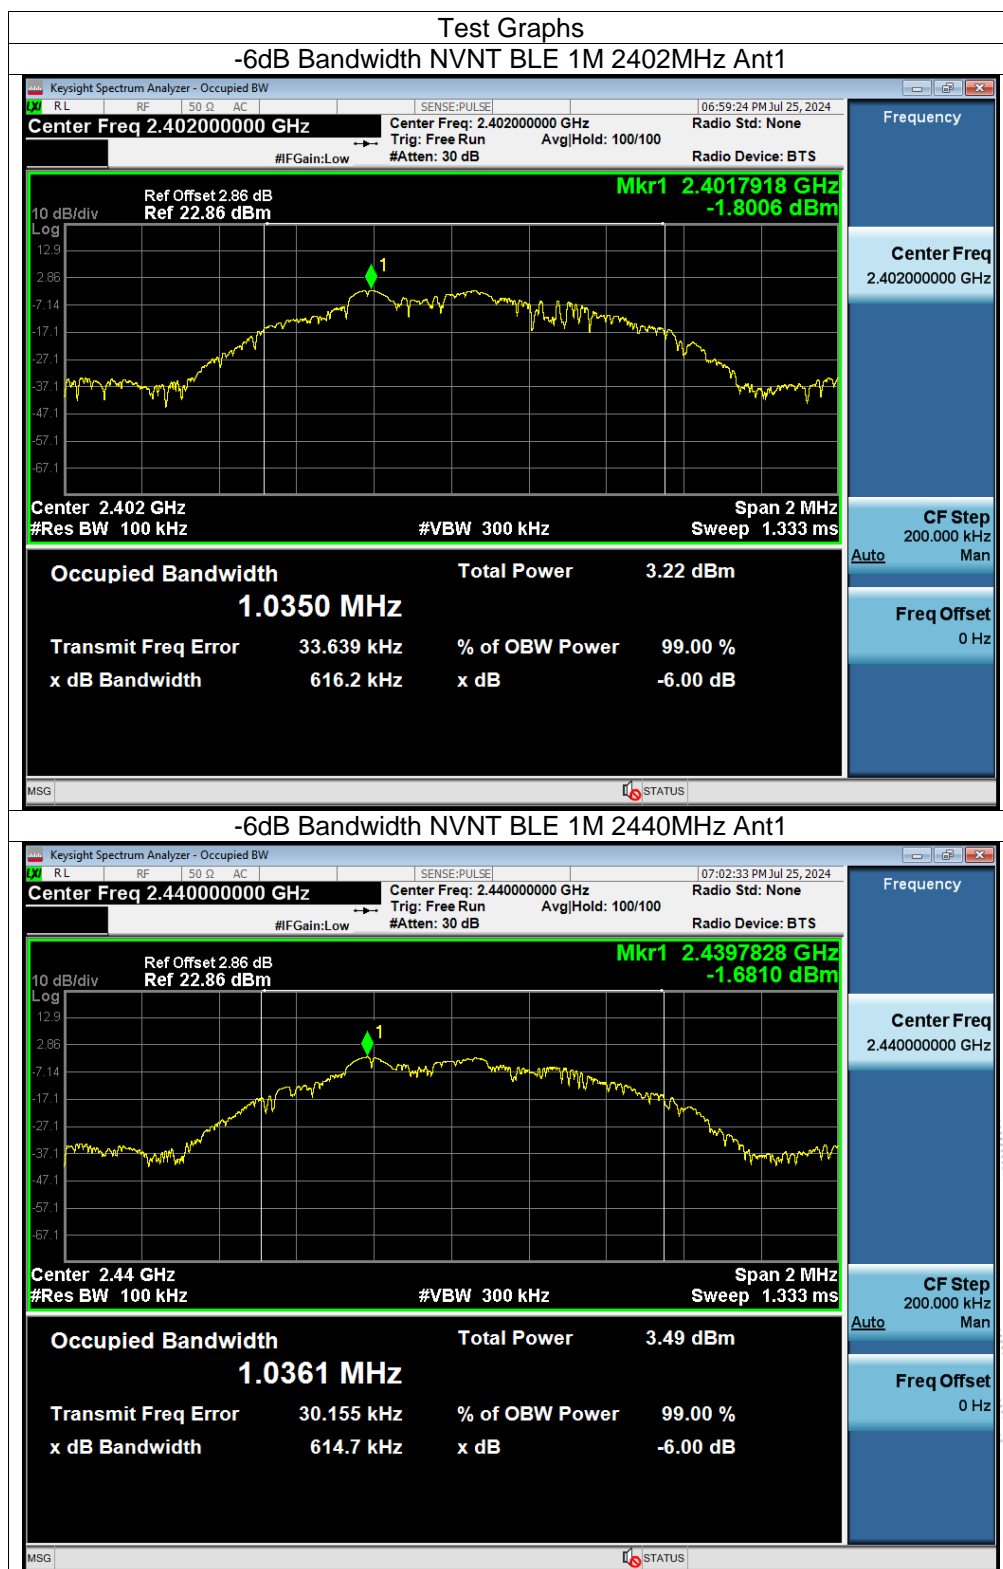 Test Graphs
-6dB Bandwidth NVNT BLE 1M 2402MHz Ant1
Keysight Spectrum Analyzer - Occupied BW
LXI RL RF 50 Ω AC SENSE:PULSE 06:59:24 PM Jul 25, 2024
Center Freq 2.402000000 GHz Center Freq: 2.402000000 GHz Radio Std: None
Trig: Free Run Avg|Hold: 100/100
#IFGain:Low #Atten: 30 dB Radio Device: BTS
Frequency
Mkr1 2.4017918 GHz
-1.8006 dBm
Ref Offset 2.86 dB
10 dB/div Ref 22.86 dBm
Log
12.9
1
2.86
-7.14
-17.1
-27.1
-37.1
-47.1
-57.1
-67.1
Center Freq
2.402000000 GHz
Center 2.402 GHz Span 2 MHz
#Res BW 100 kHz #VBW 300 kHz Sweep 1.333 ms
CF Step
200.000 kHz
Auto Man
Occupied Bandwidth Total Power 3.22 dBm
1.0350 MHz
Transmit Freq Error 33.639 kHz % of OBW Power 99.00 %
x dB Bandwidth 616.2 kHz x dB -6.00 dB
Freq Offset
0 Hz
MSG STATUS
-6dB Bandwidth NVNT BLE 1M 2440MHz Ant1
Keysight Spectrum Analyzer - Occupied BW
LXI RL RF 50 Ω AC SENSE:PULSE 07:02:33 PM Jul 25, 2024
Center Freq 2.440000000 GHz Center Freq: 2.440000000 GHz Radio Std: None
Trig: Free Run Avg|Hold: 100/100
#IFGain:Low #Atten: 30 dB Radio Device: BTS
Frequency
Mkr1 2.4397828 GHz
-1.6810 dBm
Ref Offset 2.86 dB
10 dB/div Ref 22.86 dBm
Log
12.9
1
2.86
-7.14
-17.1
-27.1
-37.1
-47.1
-57.1
-67.1
Center Freq
2.440000000 GHz
Center 2.44 GHz Span 2 MHz
#Res BW 100 kHz #VBW 300 kHz Sweep 1.333 ms
CF Step
200.000 kHz
Auto Man
Occupied Bandwidth Total Power 3.49 dBm
1.0361 MHz
Transmit Freq Error 30.155 kHz % of OBW Power 99.00 %
x dB Bandwidth 614.7 kHz x dB -6.00 dB
Freq Offset
0 Hz
MSG STATUS